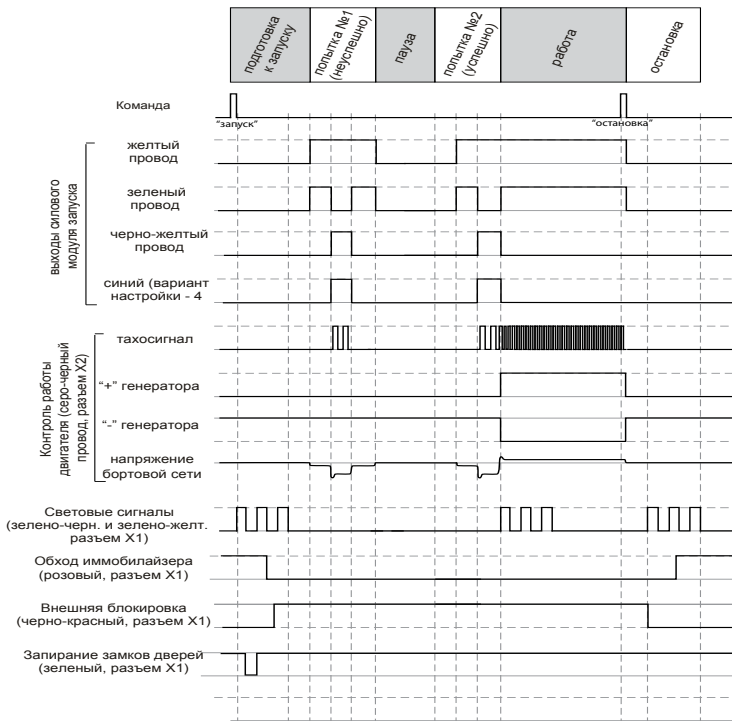 подготовка
к запуску
попытка №1
(неуспешно)
пауза
попытка №2
(успешно)
работа
остановка
Команда
“запуск”
“остановка”
выходы силового
модуля запуска
желтый
провод
зеленый
провод
черно-желтый
провод
синий (вариант
настройки - 4
Контроль работы
двигателя (серо-черный
провод, разъем X2)
тахосигнал
“+” генератора
“-” генератора
напряжение
бортовой сети
Световые сигналы
(зелено-черн. и зелено-желт.
разъем X1)
Обход иммобилайзера
(розовый, разъем X1)
Внешняя блокировка
(черно-красный, разъем X1)
Запирание замков дверей
(зеленый, разъем X1)